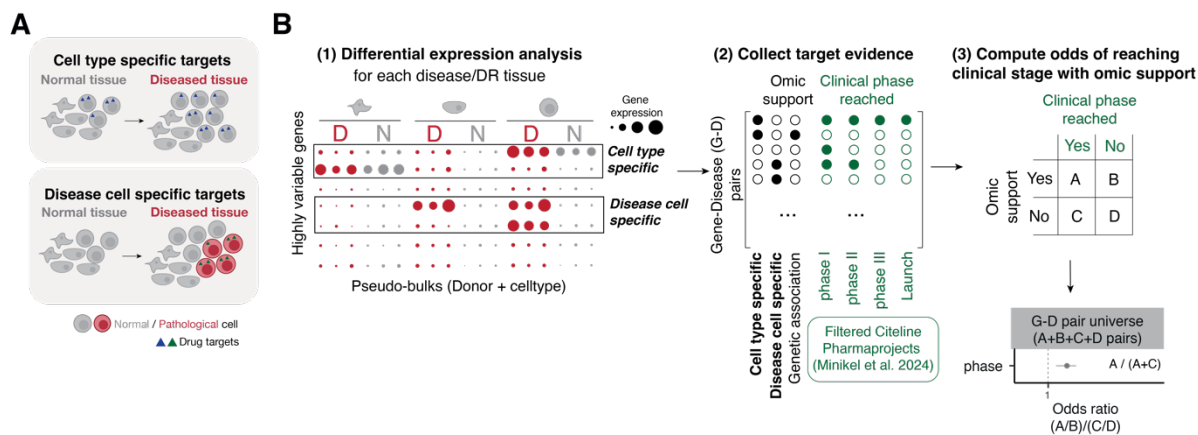 A
Cell type specific targets
Normal tissue
Diseased tissue
Disease cell specific targets
Normal tissue
Diseased tissue
Normal / Pathological cell
Drug targets
B
(1) Differential expression analysis
for each disease/DR tissue
Highly variable genes
D N D N D N
Gene
expression
Cell type
specific
Disease cell
specific
Pseudo-bulks (Donor + celltype)
(2) Collect target evidence
Omic
support
Clinical phase
reached
Gene-Disease (G-D)
pairs
... ...
Cell type specific
Disease cell specific
Genetic association
phase I
phase II
phase III
Launch
Filtered Citeline
Pharmaprojects
(Minikel et al. 2024)
(3) Compute odds of reaching
clinical stage with omic support
Clinical phase
reached
Yes No
Omic
support
Yes A B
No C D
G-D pair universe
(A+B+C+D pairs)
phase
A / (A+C)
1
Odds ratio
(A/B)/(C/D)